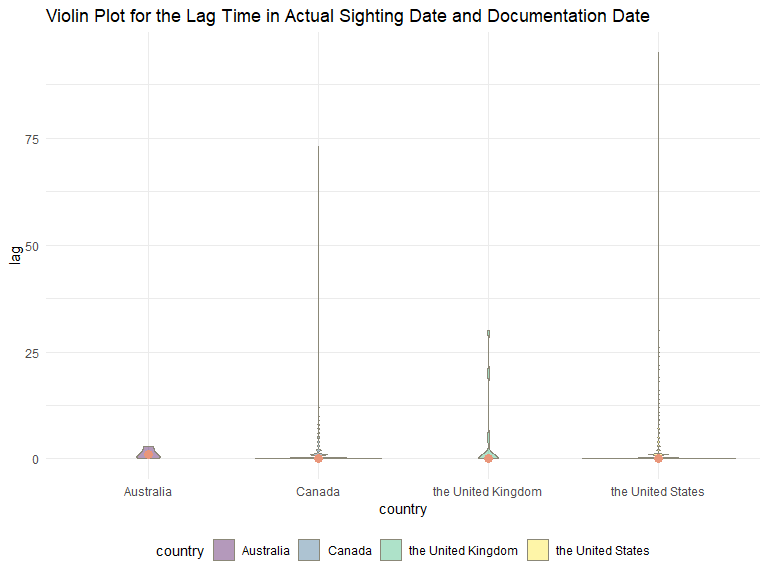 Violin Plot for the Lag Time in Actual Sighting Date and Documentation Date
75
50
25
0
lag
Australia
Canada
the United Kingdom
the United States
country
country
Australia
Canada
the United Kingdom
the United States